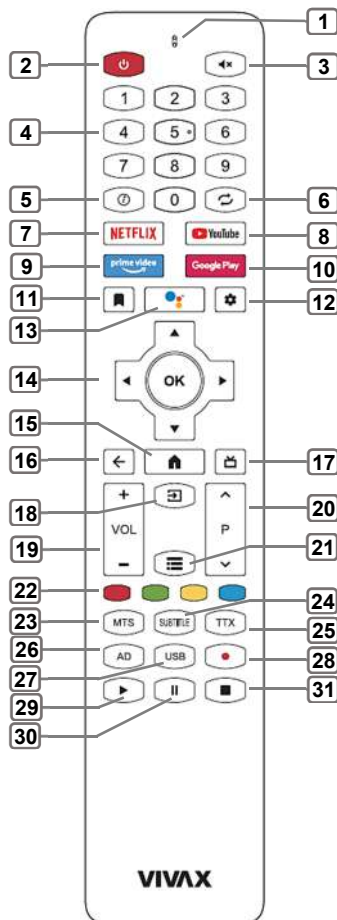 1
2
3
1 2 3
4 4 5 6
7 8 9
5 0 6
7 NETFLIX YouTube 8
9 prime video Google Play 10
11 12
13
14 OK
15
16 17
+
18 20
VOL P
19 21
−
22 24
23 MTS SUBTITLE TTX 25
26 AD USB 28
27
29 31
30
VIVAX